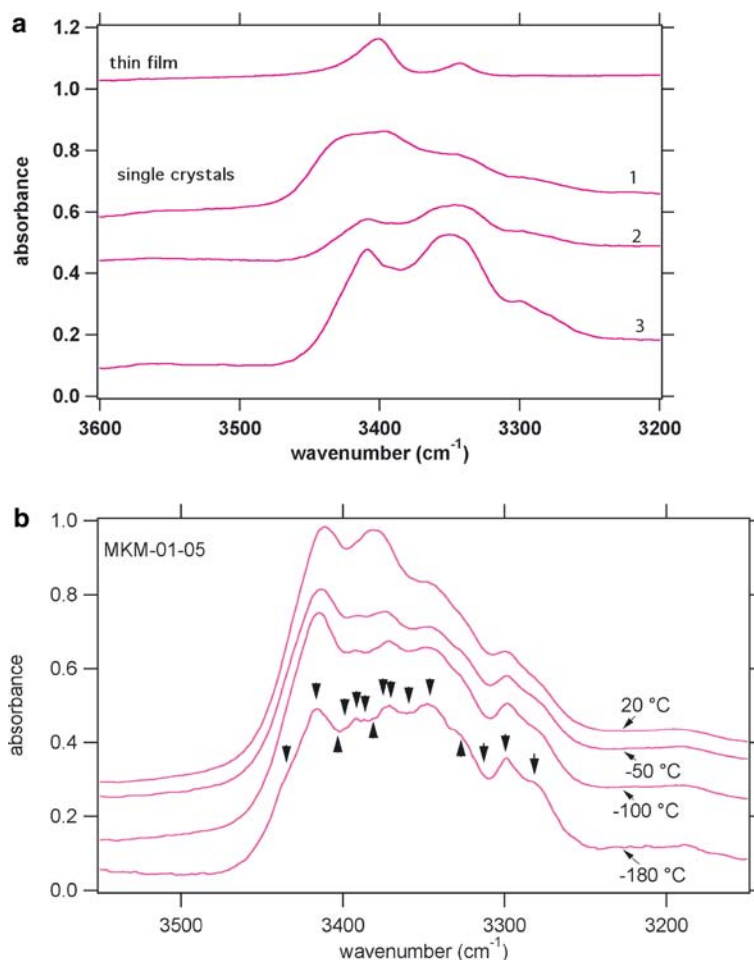 a
1.2
1.0
0.8
0.6
0.4
0.2
0.0
absorbance
thin film
single crystals
1
2
3
3600
3500
3400
3300
3200
wavenumber (cm-1)
b
1.0
0.8
0.6
0.4
0.2
0.0
absorbance
MKM-01-05
20 °C
-50 °C
-100 °C
-180 °C
3500
3400
3300
3200
wavenumber (cm-1)